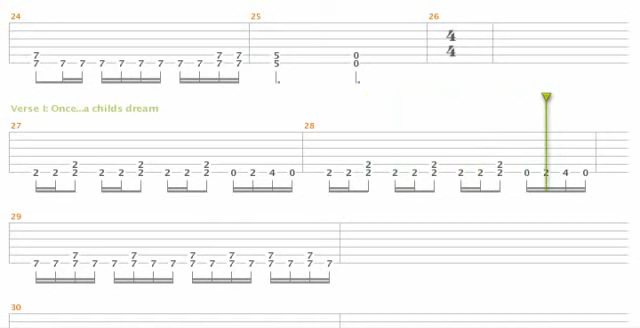 24 25 26
4
7 7 7 5 0
4
7 7 7 7 7 7 7 7 7 7 7 5 0
Verse I: Once...a childs dream
27 28
2 2 2 2 2 2
2 2 2 2 2 2 2 2 2 0 2 4 0 2 2 2 2 2 2 2 2 2 0 2 4 0
29
7 7 7 7 7 7
7 7 7 7 7 7 7 7 7 7 7 7 7 7 7 7
30